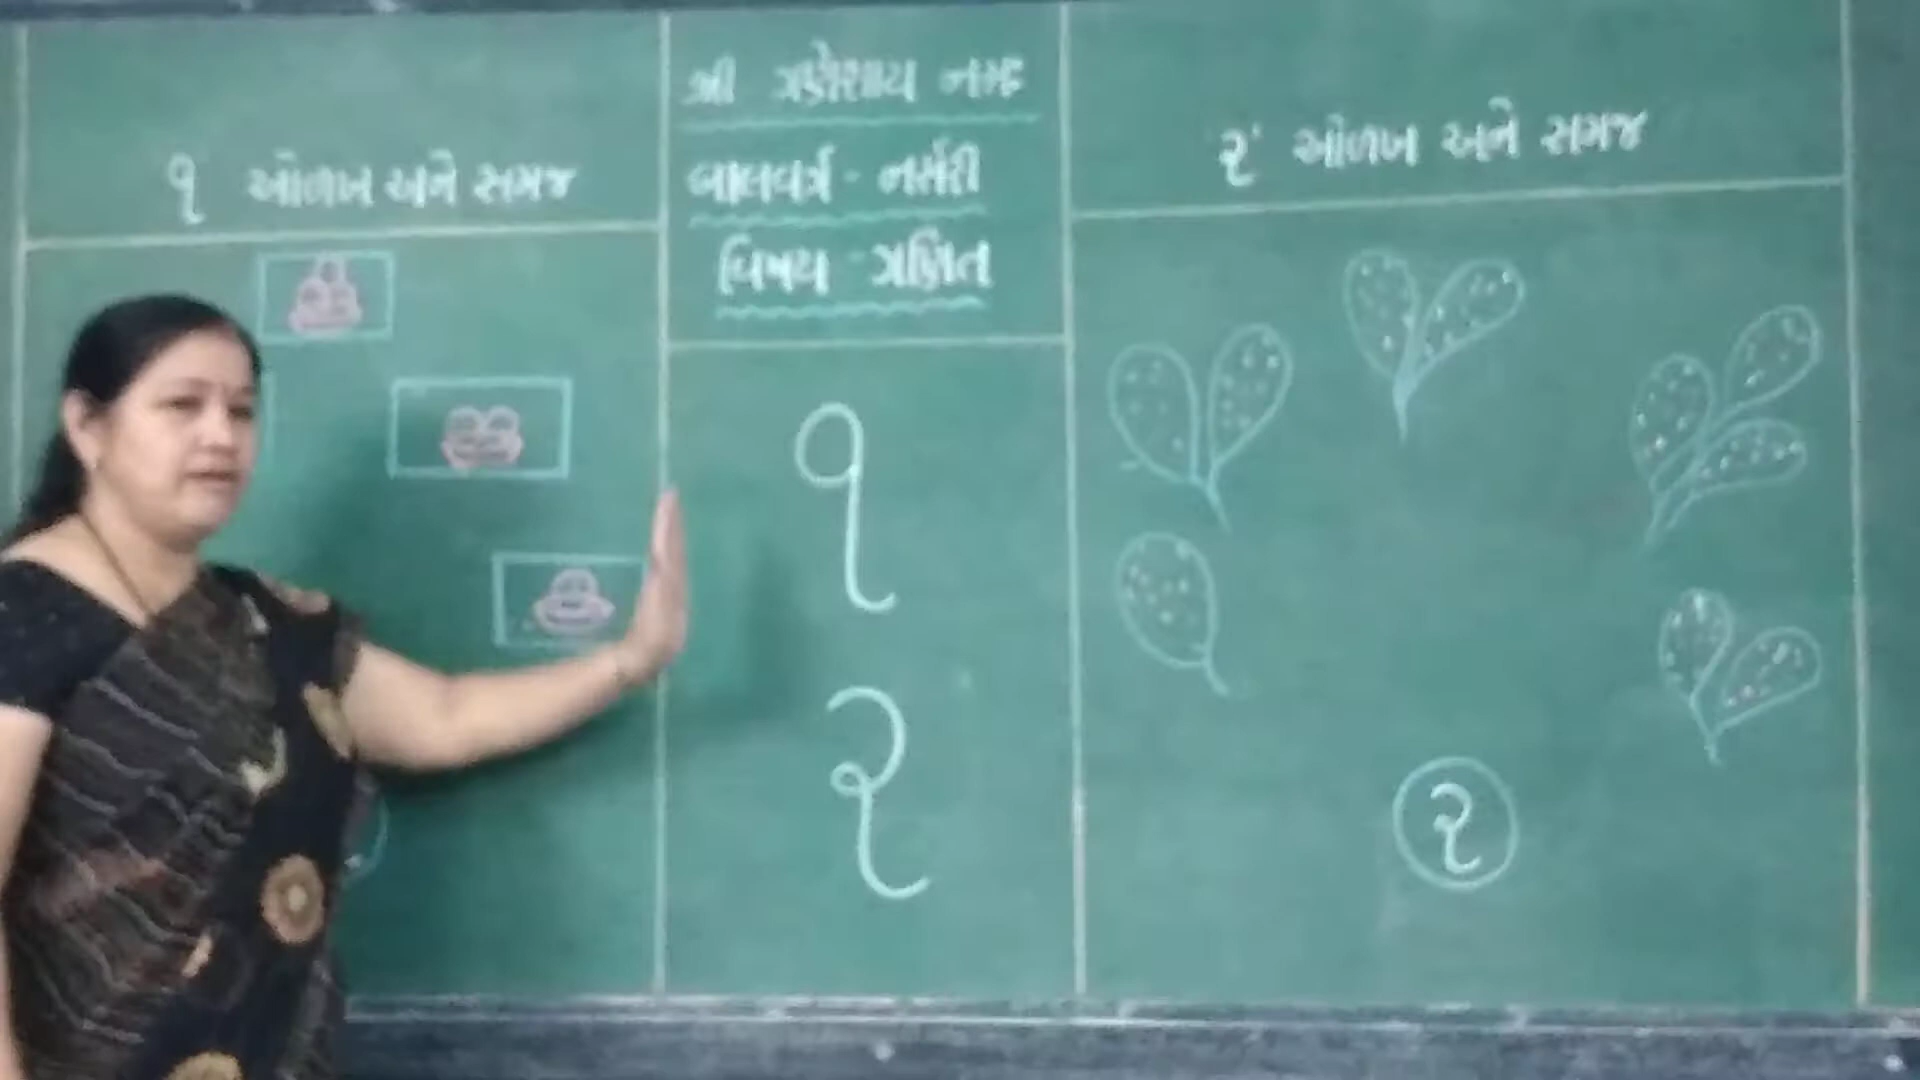 શ્રી ગણેશાય નમઃ
બાલવર્ગ - નર્સરી
વિષય - ગણિત
૧ ઓળખ અને સમજ
૧
૨
૨ ઓળખ અને સમજ
૨